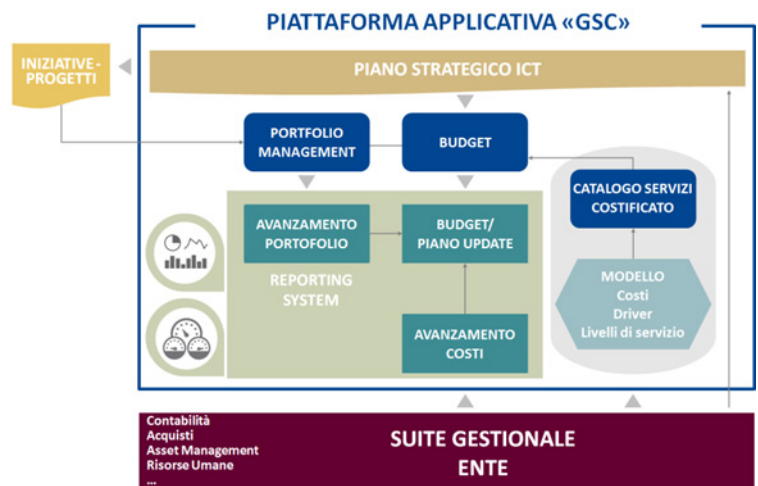 PIATTAFORMA APPLICATIVA «GSC»
INIZIATIVE -
PROGETTI
PIANO STRATEGICO ICT
PORTFOLIO
MANAGEMENT
BUDGET
CATALOGO SERVIZI
COSTIFICATO
AVANZAMENTO
PORTOFOLIO
BUDGET/
PIANO UPDATE
REPORTING
SYSTEM
MODELLO
Costi
Driver
Livelli di servizio
AVANZAMENTO
COSTI
Contabilità
Acquisti
Asset Management
Risorse Umane
...
SUITE GESTIONALE
ENTE